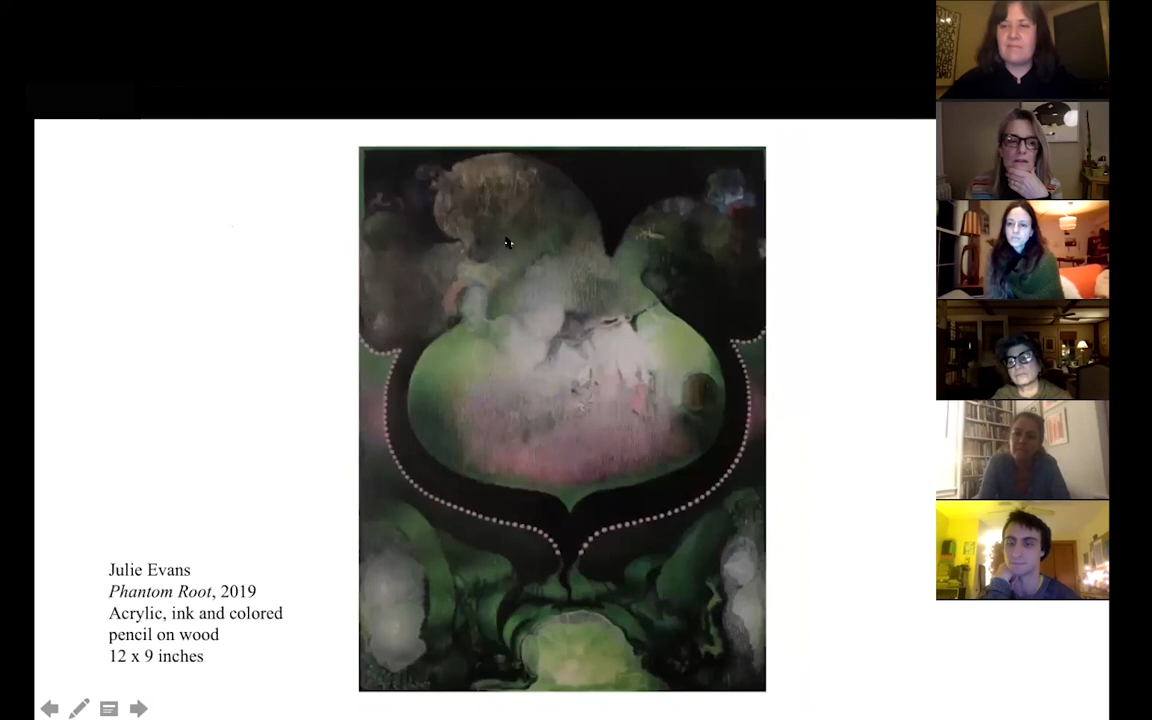 Julie Evans
Phantom Root, 2019
Acrylic, ink and colored
pencil on wood
12 x 9 inches